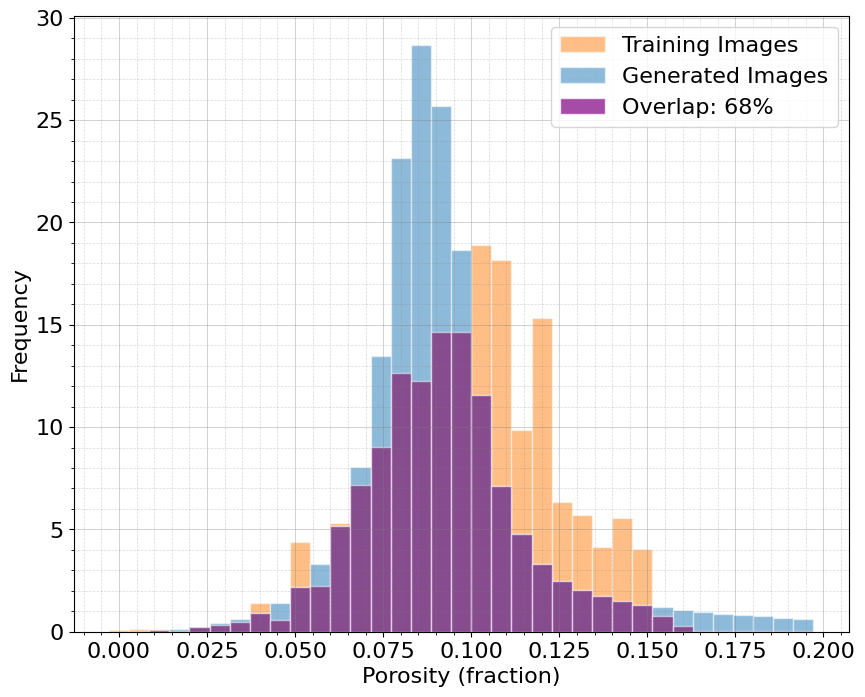 30
25
20
15
10
5
0
Frequency
Training Images
Generated Images
Overlap: 68%
0.000 0.025 0.050 0.075 0.100 0.125 0.150 0.175 0.200
Porosity (fraction)